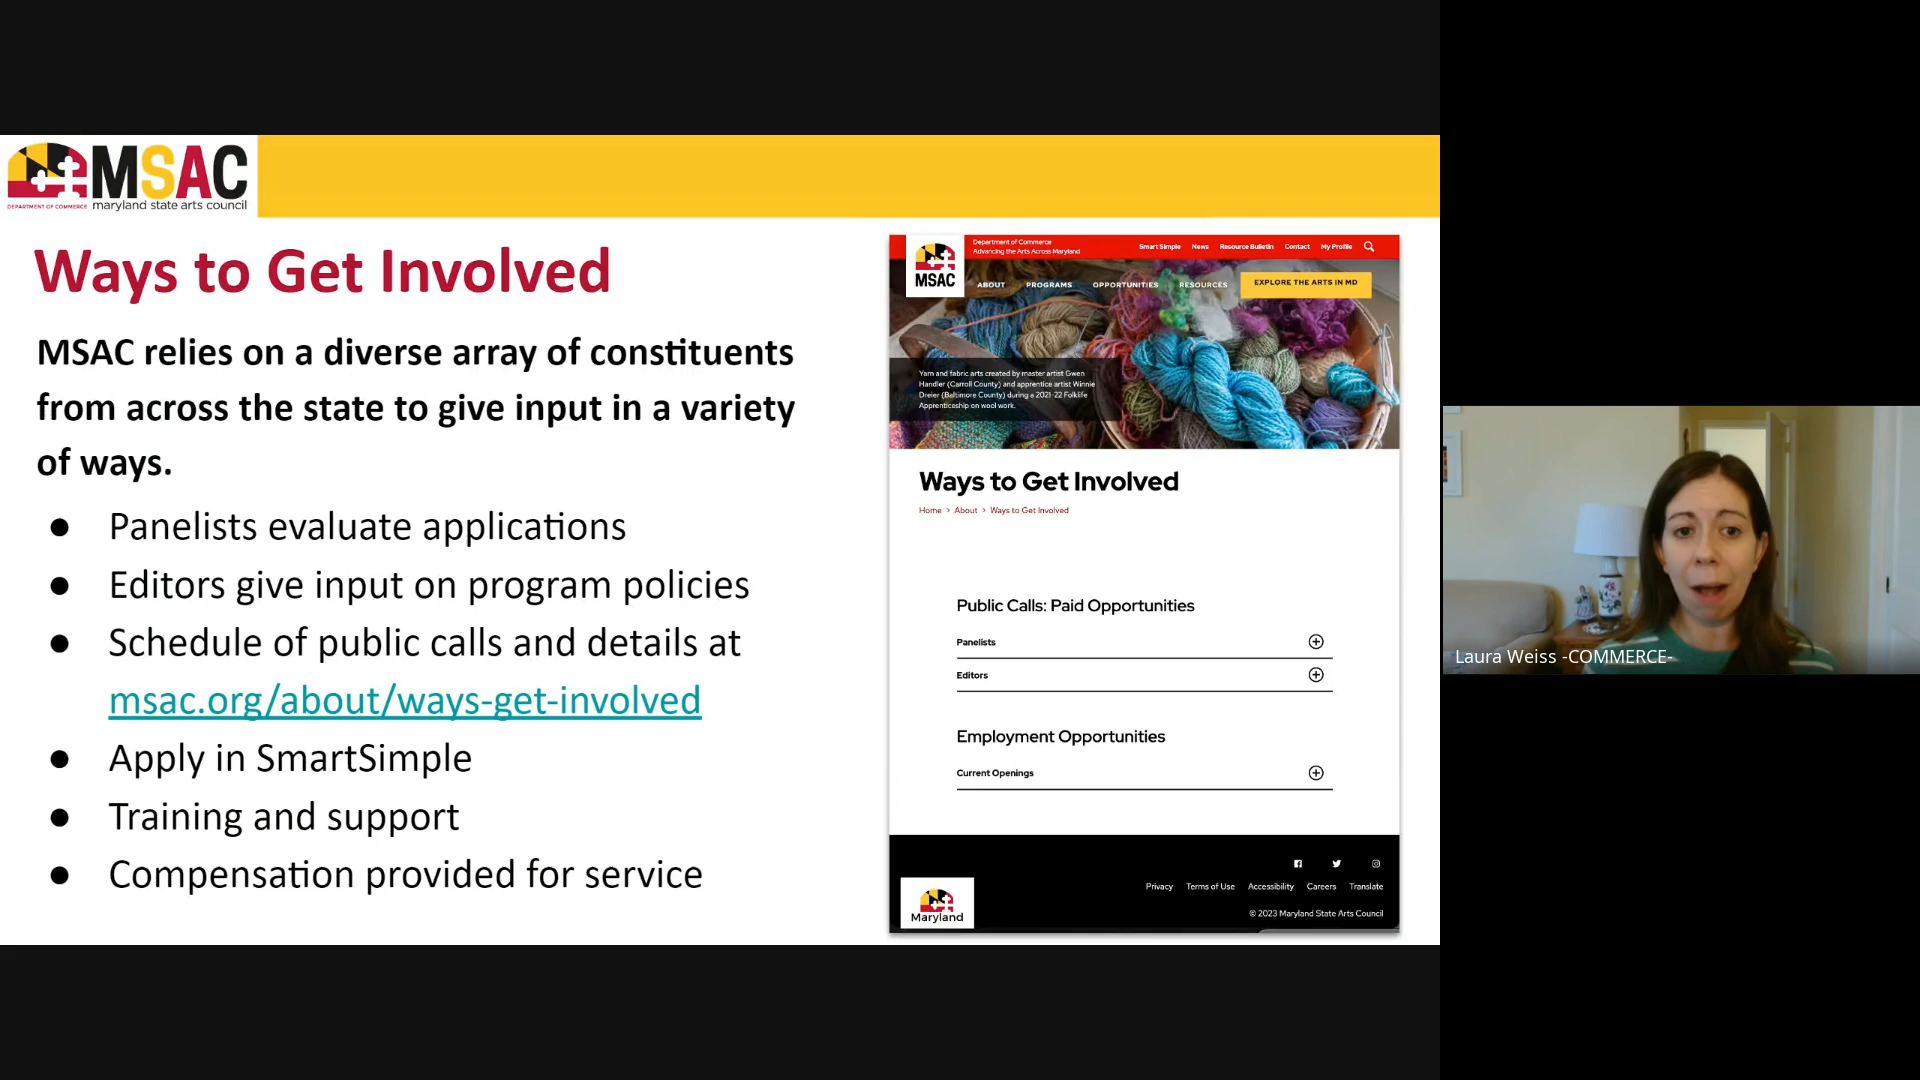 MSAC
DEPARTMENT OF COMMERCE maryland state arts council
Ways to Get Involved
MSAC relies on a diverse array of constituents
from across the state to give input in a variety
of ways.
● Panelists evaluate applications
● Editors give input on program policies
● Schedule of public calls and details at
msac.org/about/ways-get-involved
● Apply in SmartSimple
● Training and support
● Compensation provided for service
Department of Commerce
Advancing the Arts Across Maryland
SmartSimple News Resource Bulletin Contact My Profile
MSAC
ABOUT PROGRAMS OPPORTUNITIES RESOURCES EXPLORE THE ARTS IN MD
Yarn and fabric arts created by master artist Gwen
Handler (Carroll County) and apprentice artist Winnie
Dreier (Baltimore County) during a 2021-22 Folklife
Apprenticeship on wool work.
Ways to Get Involved
Home > About > Ways to Get Involved
Public Calls: Paid Opportunities
Panelists
Editors
Employment Opportunities
Current Openings
Privacy Terms of Use Accessibility Careers Translate
Maryland
© 2023 Maryland State Arts Council
Laura Weiss -COMMERCE-